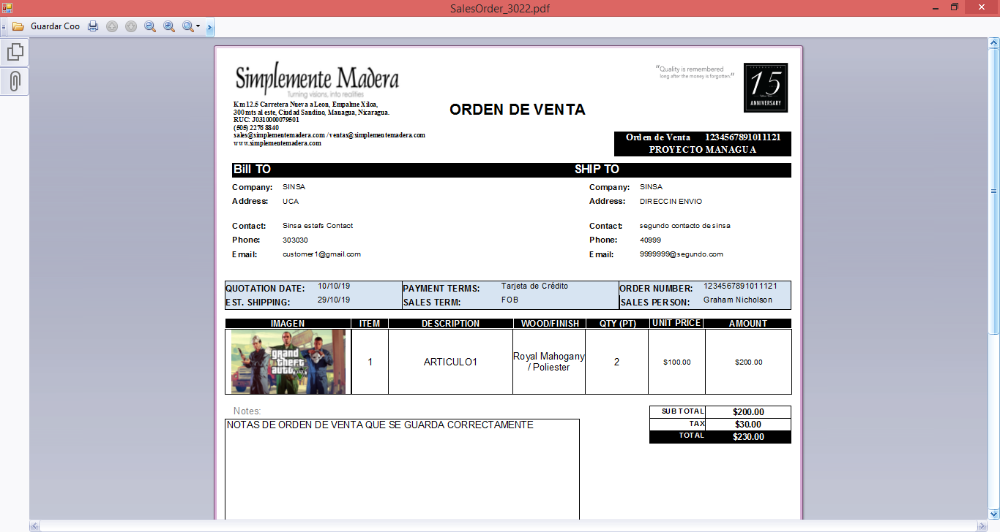 SalesOrder_3022.pdf
Guardar Coo
Simplemente Madera
Turning visions, into realities
"Quality is remembered
long after the money is forgotten."
15
ANNIVERSARY
Km 12.5 Carretera Nueva a Leon, Empalme Xiloa,
300 mts al este, Ciudad Sandino, Managua, Nicaragua.
RUC: J0310000079501
(505) 2276 8840
sales@simplementemadera.com / ventas@simplementemadera.com
www.simplementemadera.com
ORDEN DE VENTA
Orden de Venta 1234567891011121
PROYECTO MANAGUA
Bill TO SHIP TO
Company: SINSA Company: SINSA
Address: UCA Address: DIRECCIN ENVIO
Contact: Sinsa estafs Contact Contact: segundo contacto de sinsa
Phone: 303030 Phone: 40999
Email: customer1@gmail.com Email: 9999999@segundo.com
QUOTATION DATE: 10/10/19 PAYMENT TERMS: Tarjeta de Crédito ORDER NUMBER: 1234567891011121
EST. SHIPPING: 29/10/19 SALES TERM: FOB SALES PERSON: Graham Nicholson
IMAGEN ITEM DESCRIPTION WOOD/FINISH QTY (PT) UNIT PRICE AMOUNT
grand
theft
auto
1 ARTICULO1 Royal Mahogany
/ Poliester
2 $100.00 $200.00
Notes:
NOTAS DE ORDEN DE VENTA QUE SE GUARDA CORRECTAMENTE
SUB TOTAL $200.00
TAX $30.00
TOTAL $230.00